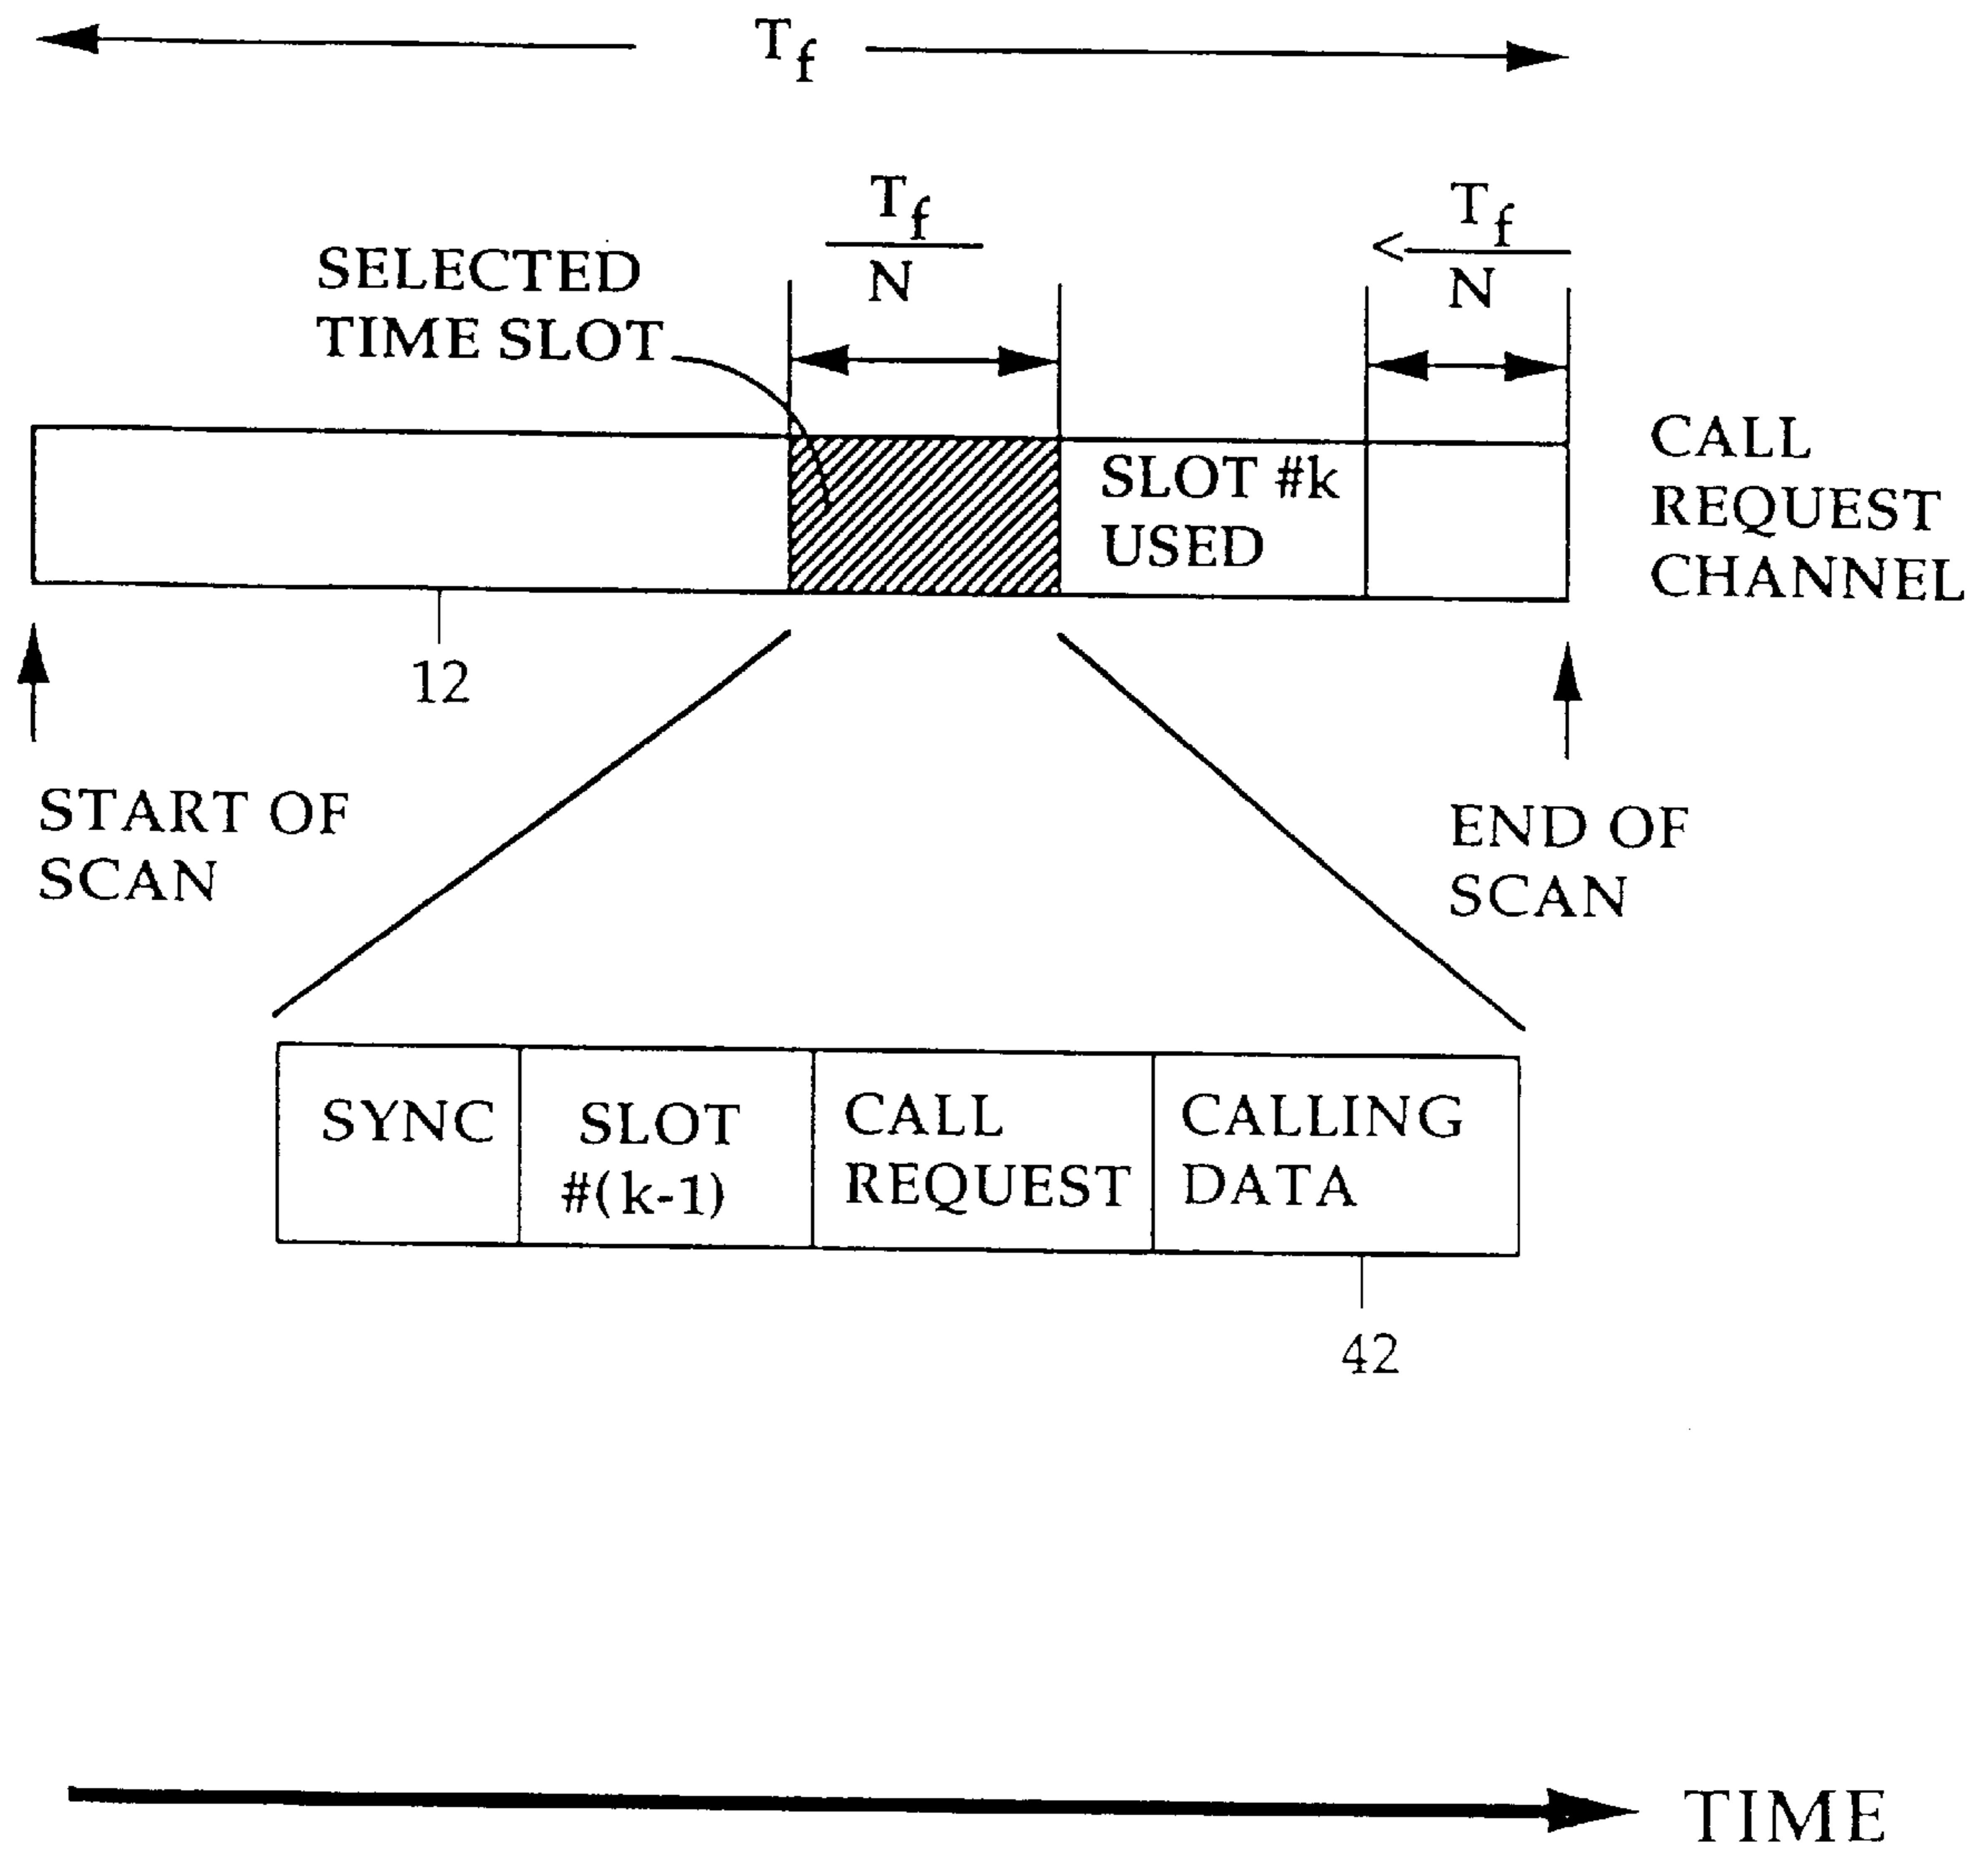 Tf
Tf
N
< Tf
N
SELECTED
TIME SLOT
SLOT #k
USED
CALL
REQUEST
CHANNEL
12
START OF
SCAN
END OF
SCAN
SYNC
SLOT
#(k-1)
CALL
REQUEST
CALLING
DATA
42
TIME